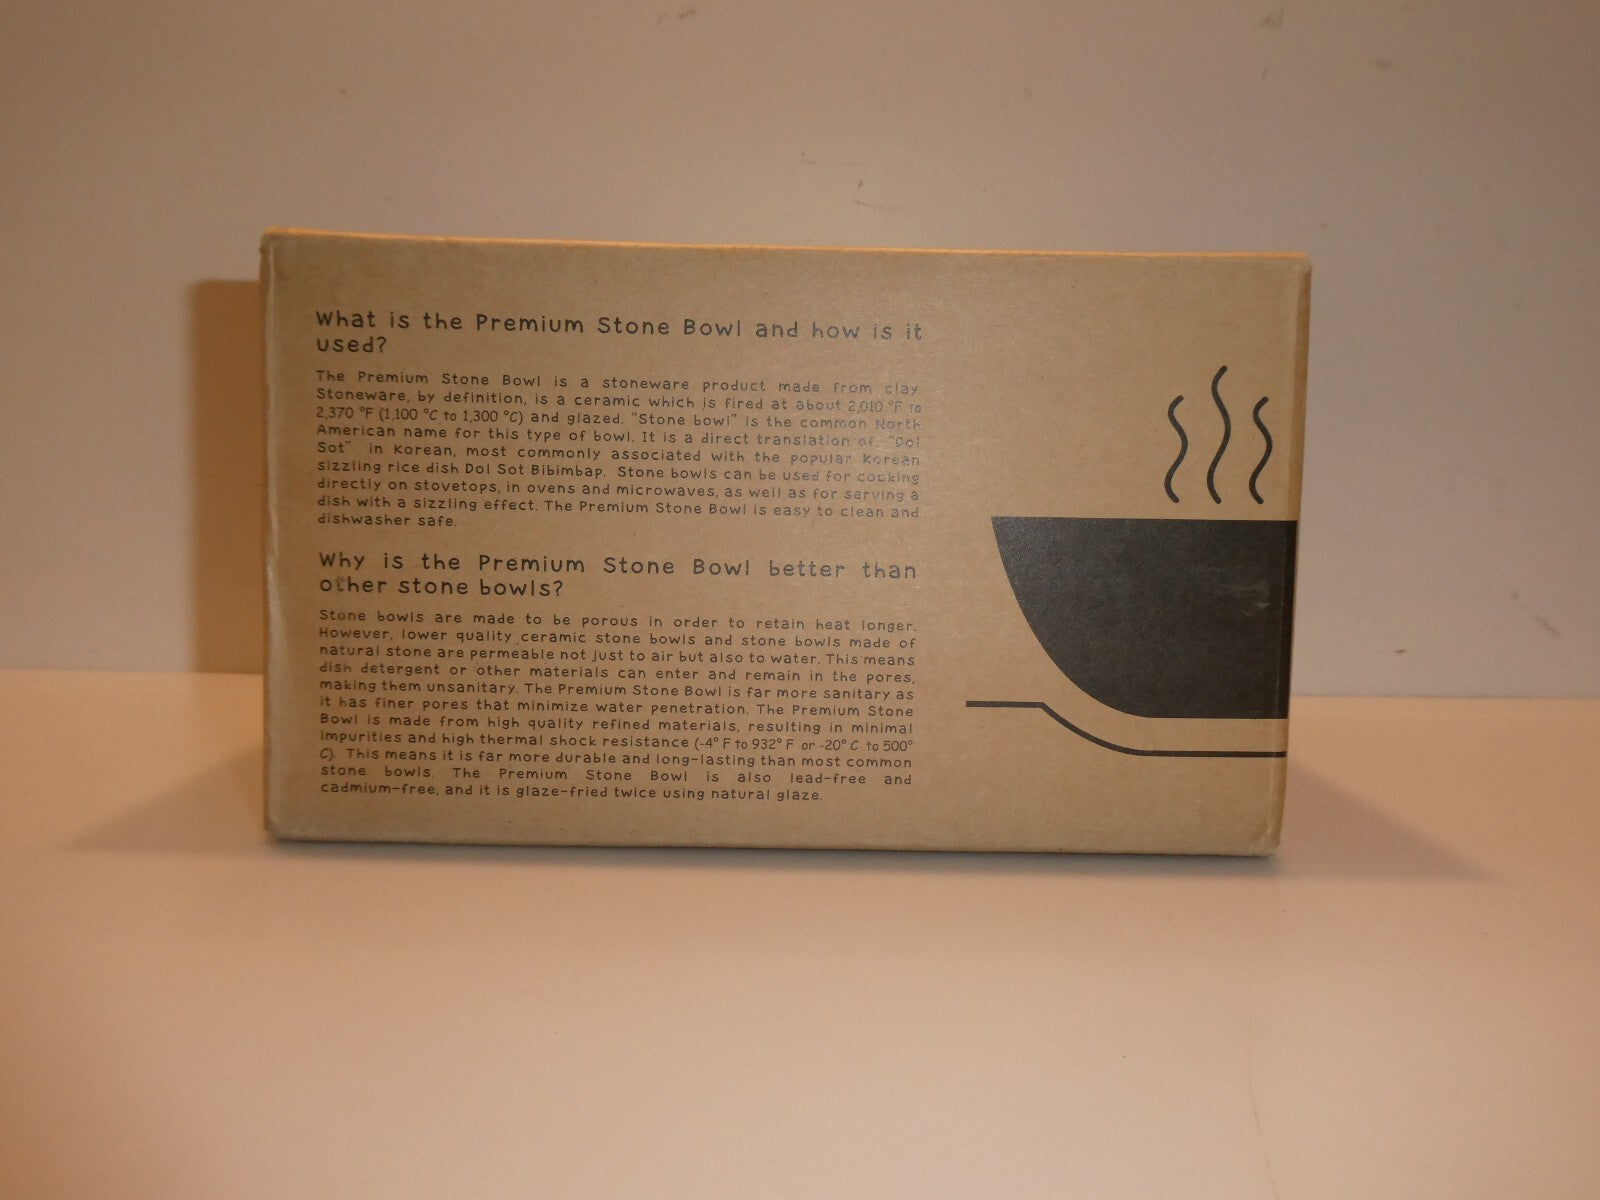 What is the Premium Stone Bowl and how is it
used?
The Premium Stone Bowl is a stoneware product made from clay.
Stoneware, by definition, is a ceramic which is fired at about 2,010 °F to
2,370 °F (1,100 °C to 1,300 °C) and glazed. "Stone bowl" is the common North
American name for this type of bowl. It is a direct translation of "Dol
Sot" in Korean, most commonly associated with the popular Korean
sizzling rice dish Dol Sot Bibimbap. Stone bowls can be used for cooking
directly on stovetops, in ovens and microwaves, as well as for serving a
dish with a sizzling effect. The Premium Stone Bowl is easy to clean and
dishwasher safe.
Why is the Premium Stone Bowl better than
other stone bowls?
Stone bowls are made to be porous in order to retain heat longer.
However, lower quality ceramic stone bowls and stone bowls made of
natural stone are permeable not just to air but also to water. This means
dish detergent or other materials can enter and remain in the pores,
making them unsanitary. The Premium Stone Bowl is far more sanitary as
it has finer pores that minimize water penetration. The Premium Stone
Bowl is made from high quality refined materials, resulting in minimal
impurities and high thermal shock resistance (-4° F to 932° F or -20° C to 500°
C). This means it is far more durable and long-lasting than most common
stone bowls. The Premium Stone Bowl is also lead-free and
cadmium-free, and it is glaze-fried twice using natural glaze.